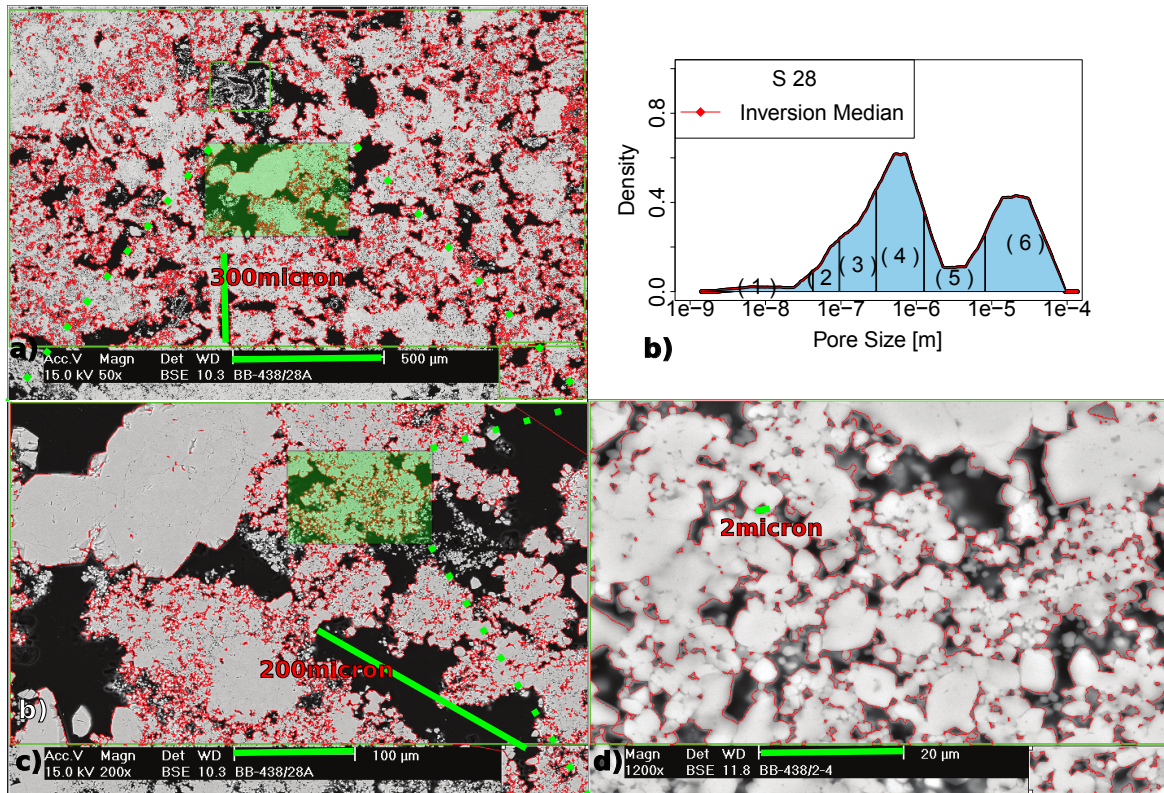 300micron
a)
Acc.V Magn Det WD 500 µm
15.0 kV 50x BSE 10.3 BB-438/28A
S 28
Inversion Median
Density
0.0 0.4 0.8
( 1 ) ( 2 ( 3 ) ( 4 ) ( 5 ) ( 6 )
1e−9 1e−8 1e−7 1e−6 1e−5 1e−4
Pore Size [m]
b)
200micron
b)
c)
Acc.V Magn Det WD 100 µm
15.0 kV 200x BSE 10.3 BB-438/28A
2micron
d)
Magn Det WD 20 µm
1200x BSE 11.8 BB-438/2-4